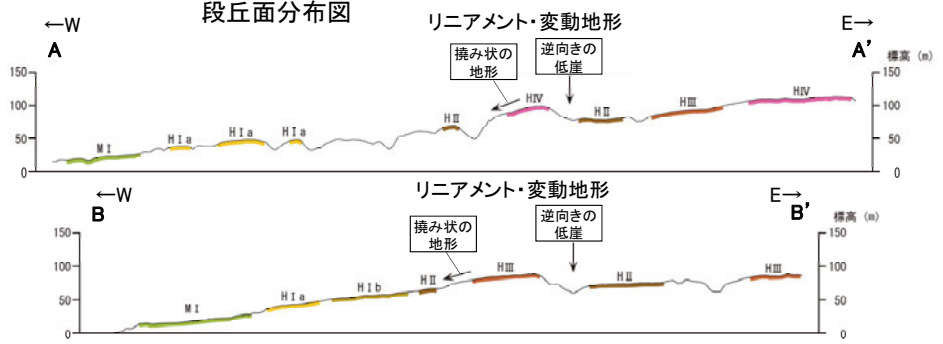 段丘面分布図
リニアメント・変動地形
←W
E→
A
A'
撓み状の
地形
逆向きの
低崖
標高 (m)
150
100
50
0
150
100
50
0
MⅠ
HⅠa
HⅠa
HⅠa
HⅡ
HⅣ
HⅡ
HⅢ
HⅣ
リニアメント・変動地形
←W
E→
B
B'
撓み状の
地形
逆向きの
低崖
標高 (m)
150
100
50
0
150
100
50
0
MⅠ
HⅠa
HⅠb
HⅡ
HⅢ
HⅡ
HⅢ